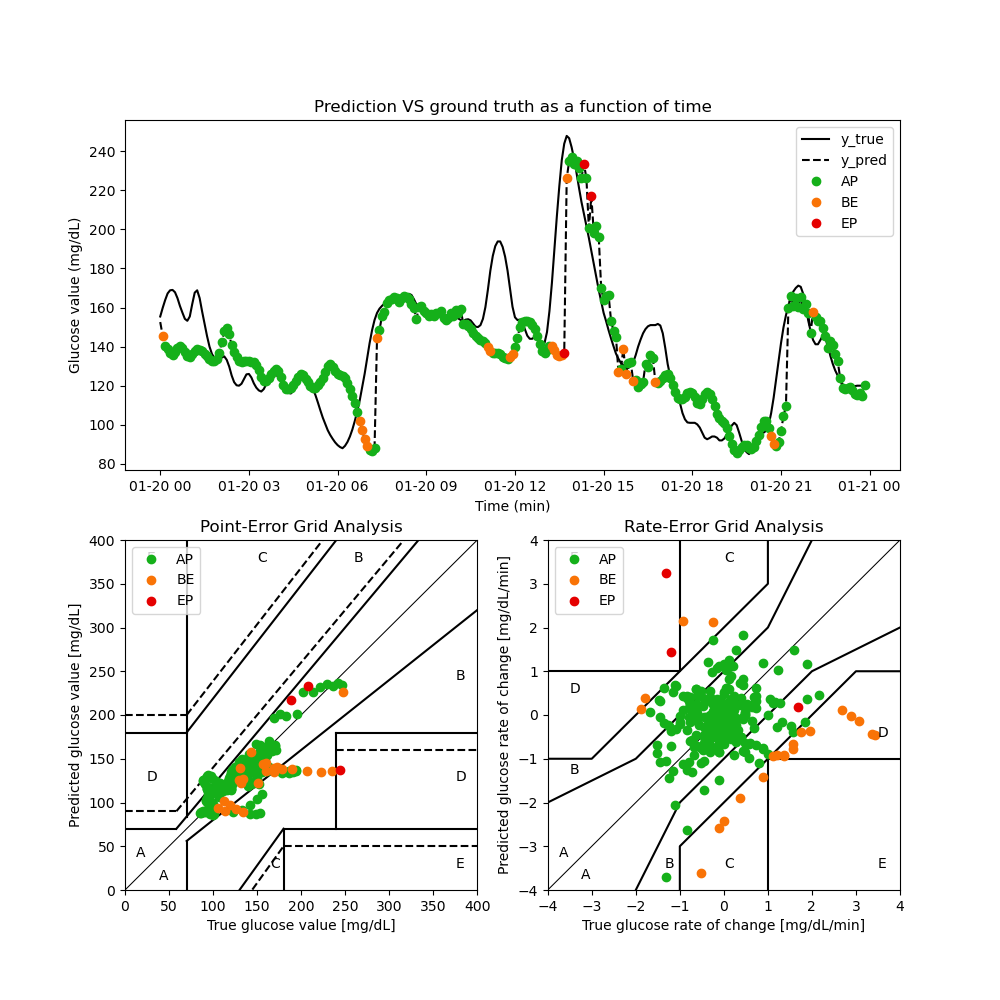 Prediction VS ground truth as a function of time
Glucose value (mg/dL)
240
220
200
180
160
140
120
100
80
y_true
y_pred
AP
BE
EP
01-20 00 01-20 03 01-20 06 01-20 09 01-20 12 01-20 15 01-20 18 01-20 21 01-21 00
Time (min)
Point-Error Grid Analysis
Predicted glucose value [mg/dL]
400
350
300
250
200
150
100
50
0
AP
BE
EP
C
B
B
D
D
A
A
C
E
0 50 100 150 200 250 300 350 400
True glucose value [mg/dL]
Rate-Error Grid Analysis
Predicted glucose rate of change [mg/dL/min]
4
3
2
1
0
−1
−2
−3
−4
AP
BE
EP
C
D
D
B
A
A
B
C
E
−4 −3 −2 −1 0 1 2 3 4
True glucose rate of change [mg/dL/min]